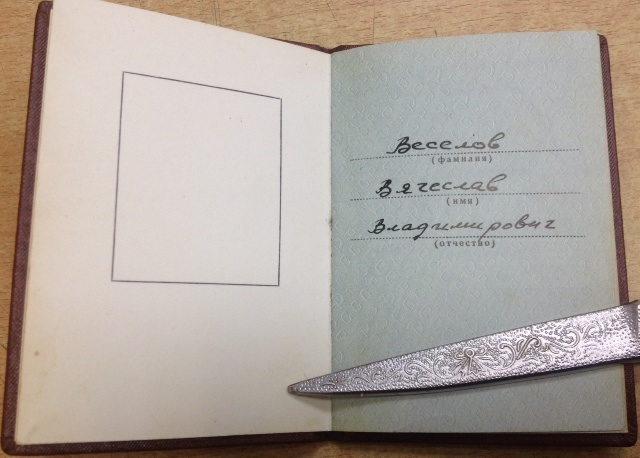 Веселов
(фамилия)
Вячеслав
(имя)
Владимирович
(отчество)